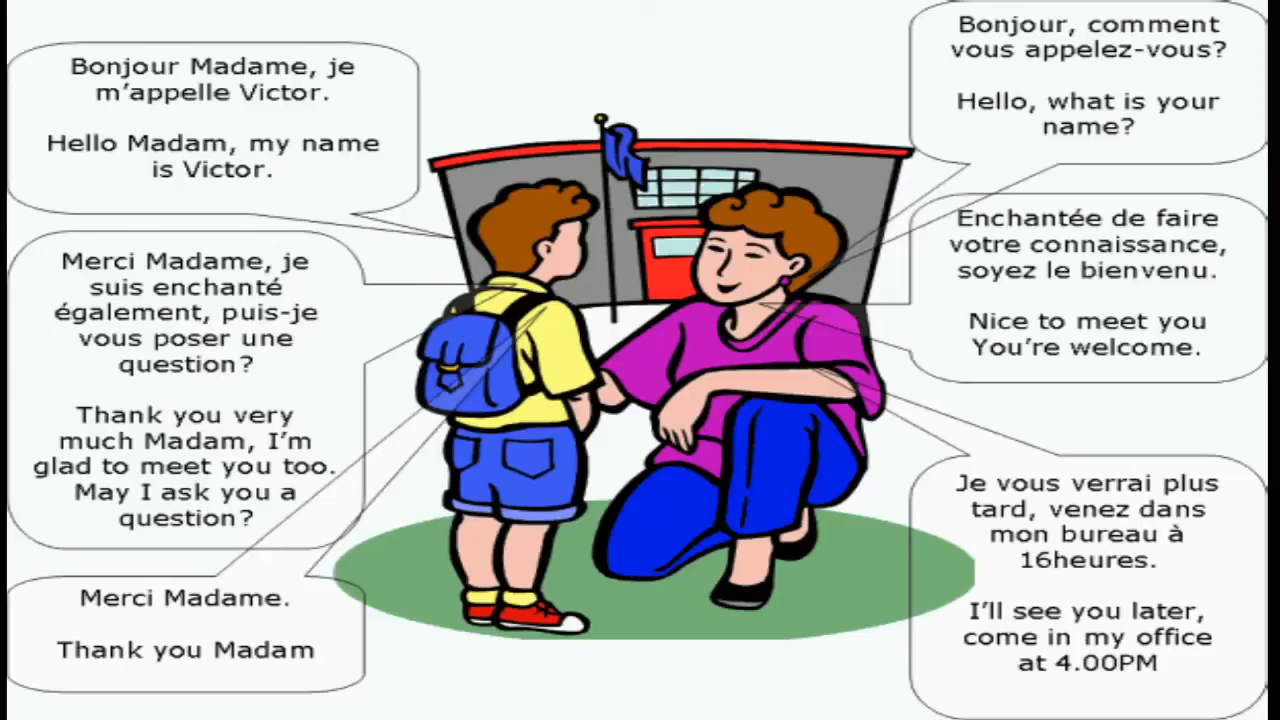 Bonjour Madame, je
m’appelle Victor.
Hello Madam, my name
is Victor.
Merci Madame, je
suis enchanté
également, puis-je
vous poser une
question?
Thank you very
much Madam, I’m
glad to meet you too.
May I ask you a
question?
Merci Madame.
Thank you Madam
Bonjour, comment
vous appelez-vous?
Hello, what is your
name?
Enchantée de faire
votre connaissance,
soyez le bienvenu.
Nice to meet you
You’re welcome.
Je vous verrai plus
tard, venez dans
mon bureau à
16heures.
I’ll see you later,
come in my office
at 4.00PM